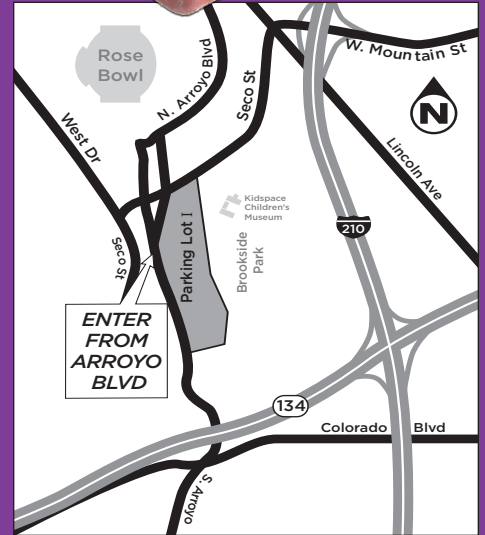 Rose
Bowl
N. Arroyo Blvd
Seco St
W. Mountain St
N
West Dr
Lincoln Ave
Kidspace
Children's
Museum
210
Parking Lot I
Brookside
Park
Seco St
ENTER
FROM
ARROYO
BLVD
134
Colorado Blvd
S. Arroyo